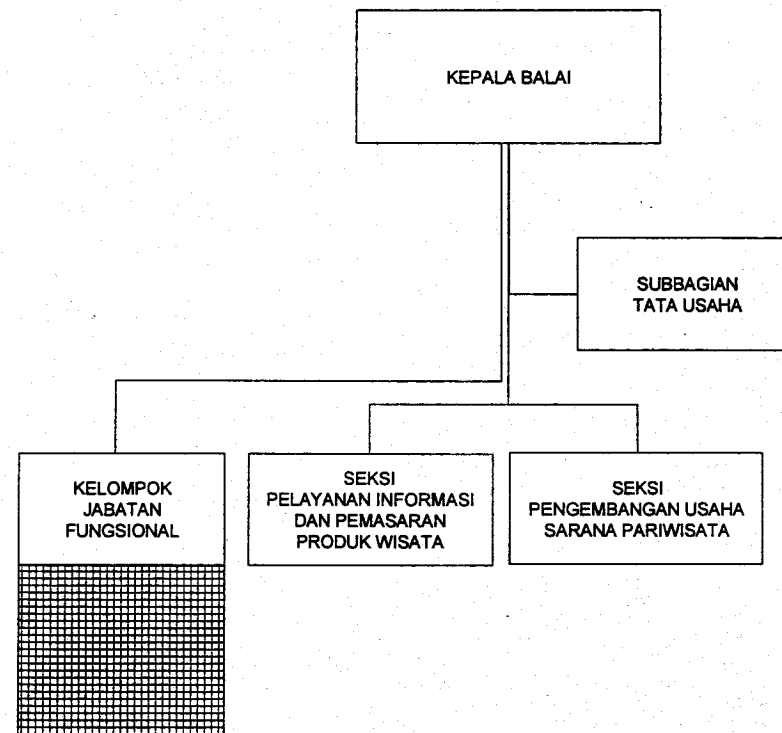 KEPALA BALAI
SUBBAGIAN
TATA USAHA
KELOMPOK
JABATAN
FUNGSIONAL
SEKSI
PELAYANAN INFORMASI
DAN PEMASARAN
PRODUK WISATA
SEKSI
PENGEMBANGAN USAHA
SARANA PARIWISATA